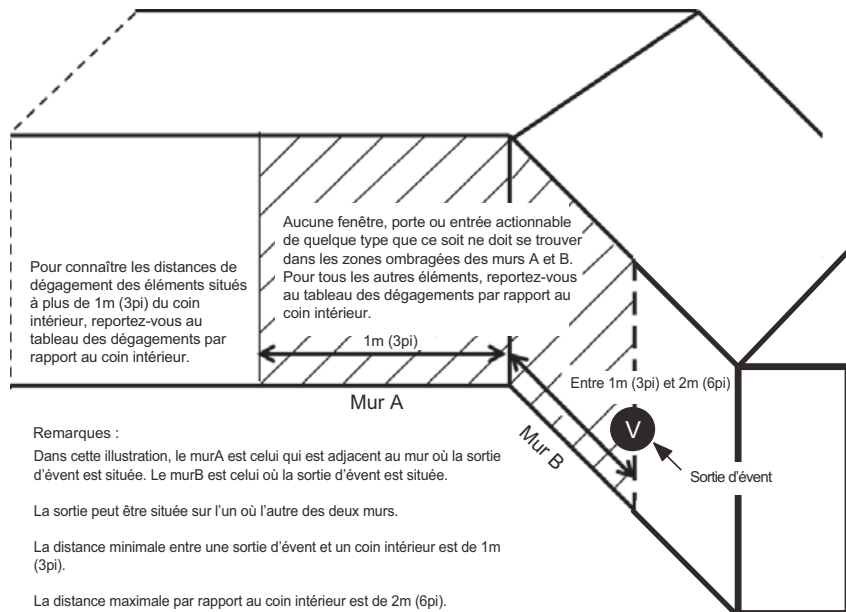 Aucune fenêtre, porte ou entrée actionnable
de quelque type que ce soit ne doit se trouver
dans les zones ombragées des murs A et B.
Pour tous les autres éléments, reportez-vous
au tableau des dégagements par rapport au
coin intérieur.
Pour connaître les distances de
dégagement des éléments situés
à plus de 1m (3pi) du coin
intérieur, reportez-vous au
tableau des dégagements par
rapport au coin intérieur.
1m (3pi)
Entre 1m (3pi) et 2m (6pi)
Mur A
Mur B
V
Sortie d'évent
Remarques :
Dans cette illustration, le murA est celui qui est adjacent au mur où la sortie
d'évent est située. Le murB est celui où la sortie d'évent est située.
La sortie peut être située sur l'un où l'autre des deux murs.
La distance minimale entre une sortie d'évent et un coin intérieur est de 1m
(3pi).
La distance maximale par rapport au coin intérieur est de 2m (6pi).